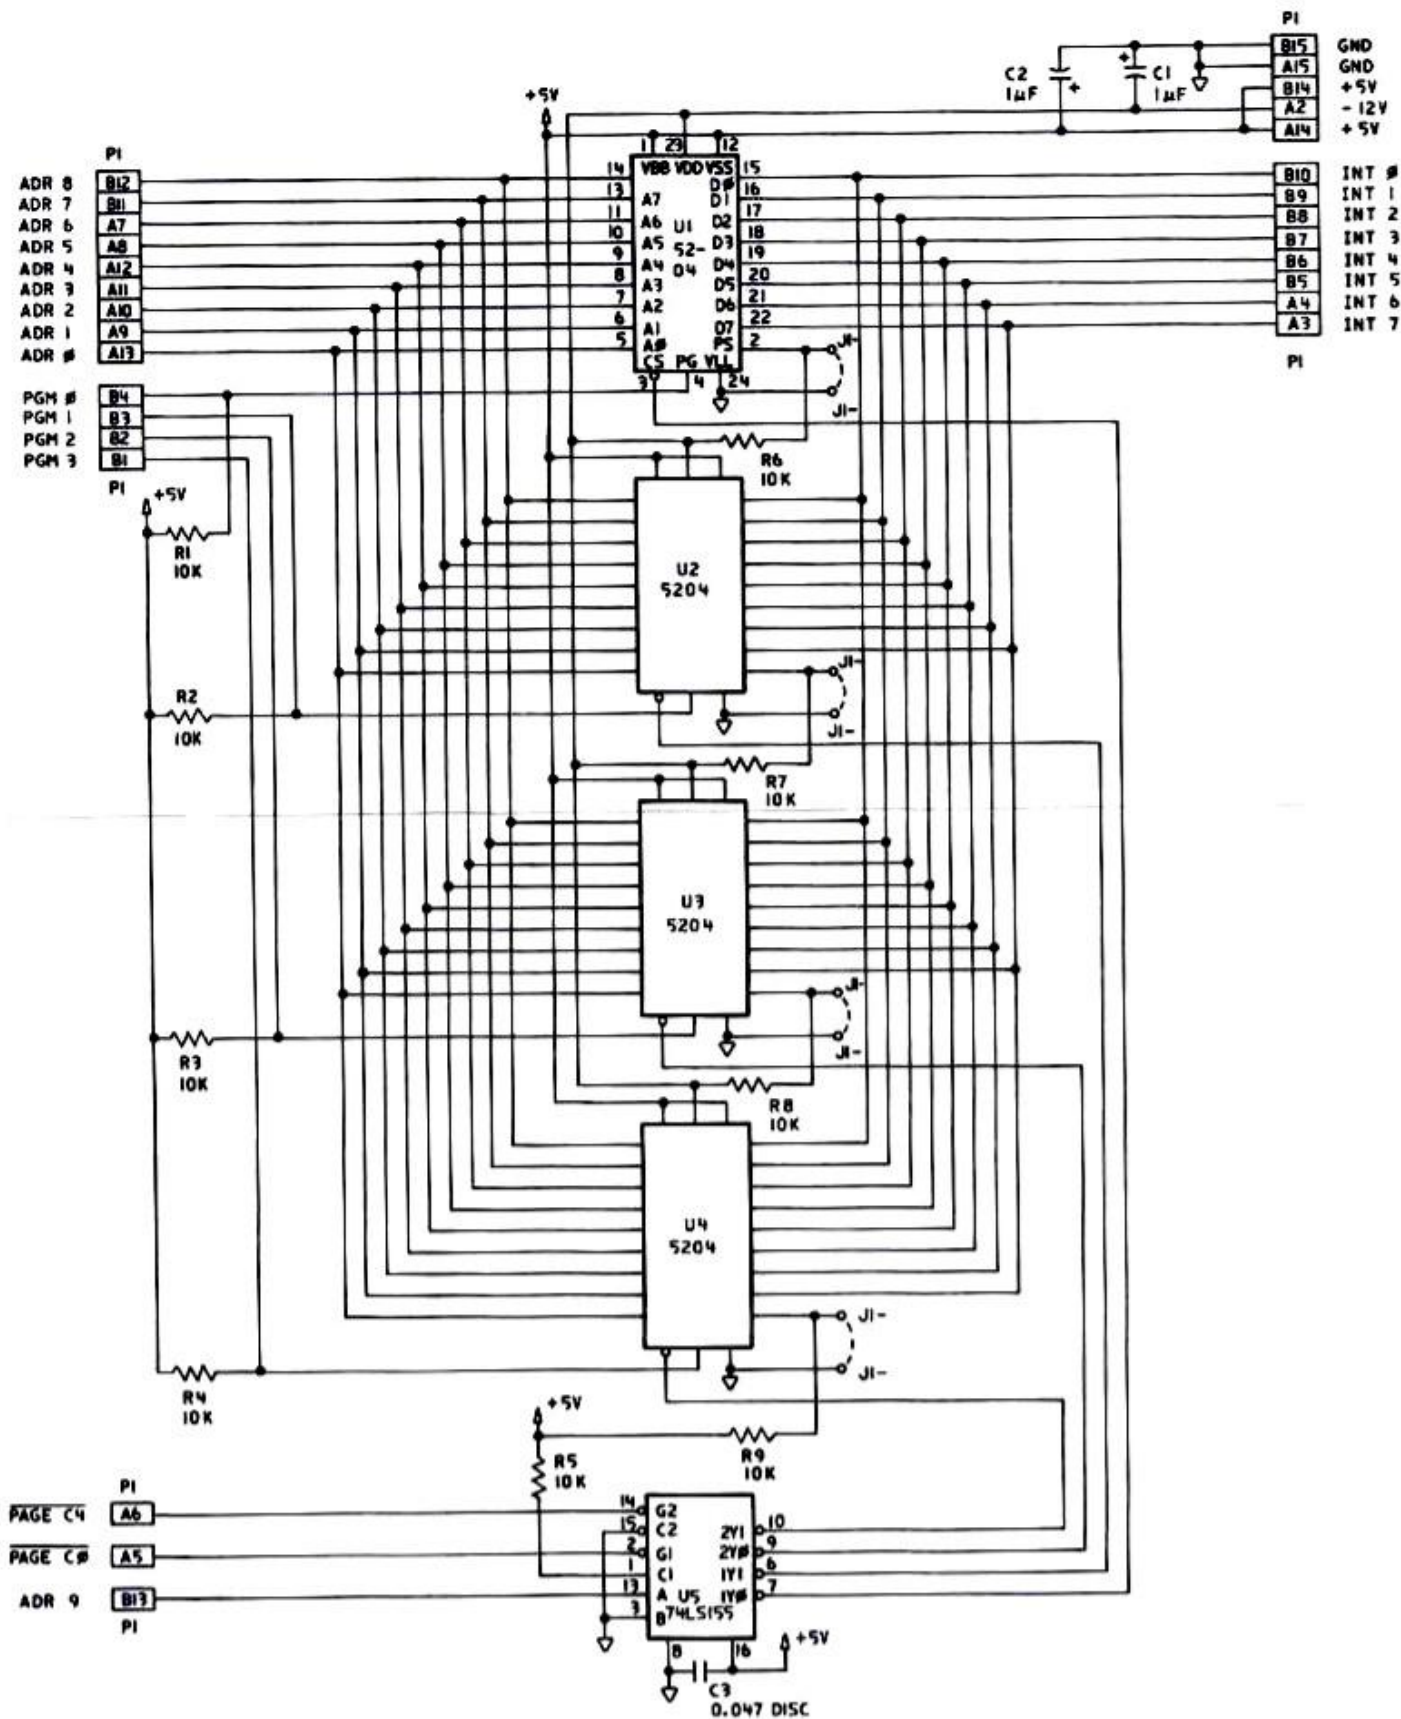 P1
B15 GND
A15 GND
B14 +5V
A2 -12V
A14 +5V
C2
1µF
+
+
C1
1µF
+5V
P1
ADR 8 B12
ADR 7 B11
ADR 6 A7
ADR 5 A8
ADR 4 A12
ADR 3 A11
ADR 2 A10
ADR 1 A9
ADR Ø A13
1 23 12
VBB VDD VSS
14
13 A7
11 A6
10 A5
9 A4
8 A3
7 A2
6 A1
5 AØ
U1
52-
04
DØ 15
D1 16
D2 17
D3 18
D4 19
D5 20
D6 21
D7 22
PS 2
CS PG VLL
3 4 24
B10 INT Ø
B9 INT 1
B8 INT 2
B7 INT 3
B6 INT 4
B5 INT 5
A4 INT 6
A3 INT 7
P1
J1-
J1-
PGM Ø B4
PGM 1 B3
PGM 2 B2
PGM 3 B1
P1
+5V
R1
10K
R6
10K
U2
5204
J1-
J1-
R2
10K
R7
10K
U3
5204
J1-
J1-
R3
10K
R8
10K
U4
5204
J1-
J1-
R4
10K
+5V
R5
10K
R9
10K
P1
PAGE C4 A6
PAGE CØ A5
ADR 9 B13
P1
14 G2
15 C2
2 G1
1 C1
13 A
3 B
U5
74LS155
2Y1 10
2YØ 9
1Y1 6
1YØ 7
8 16
+5V
C3
0.047 DISC